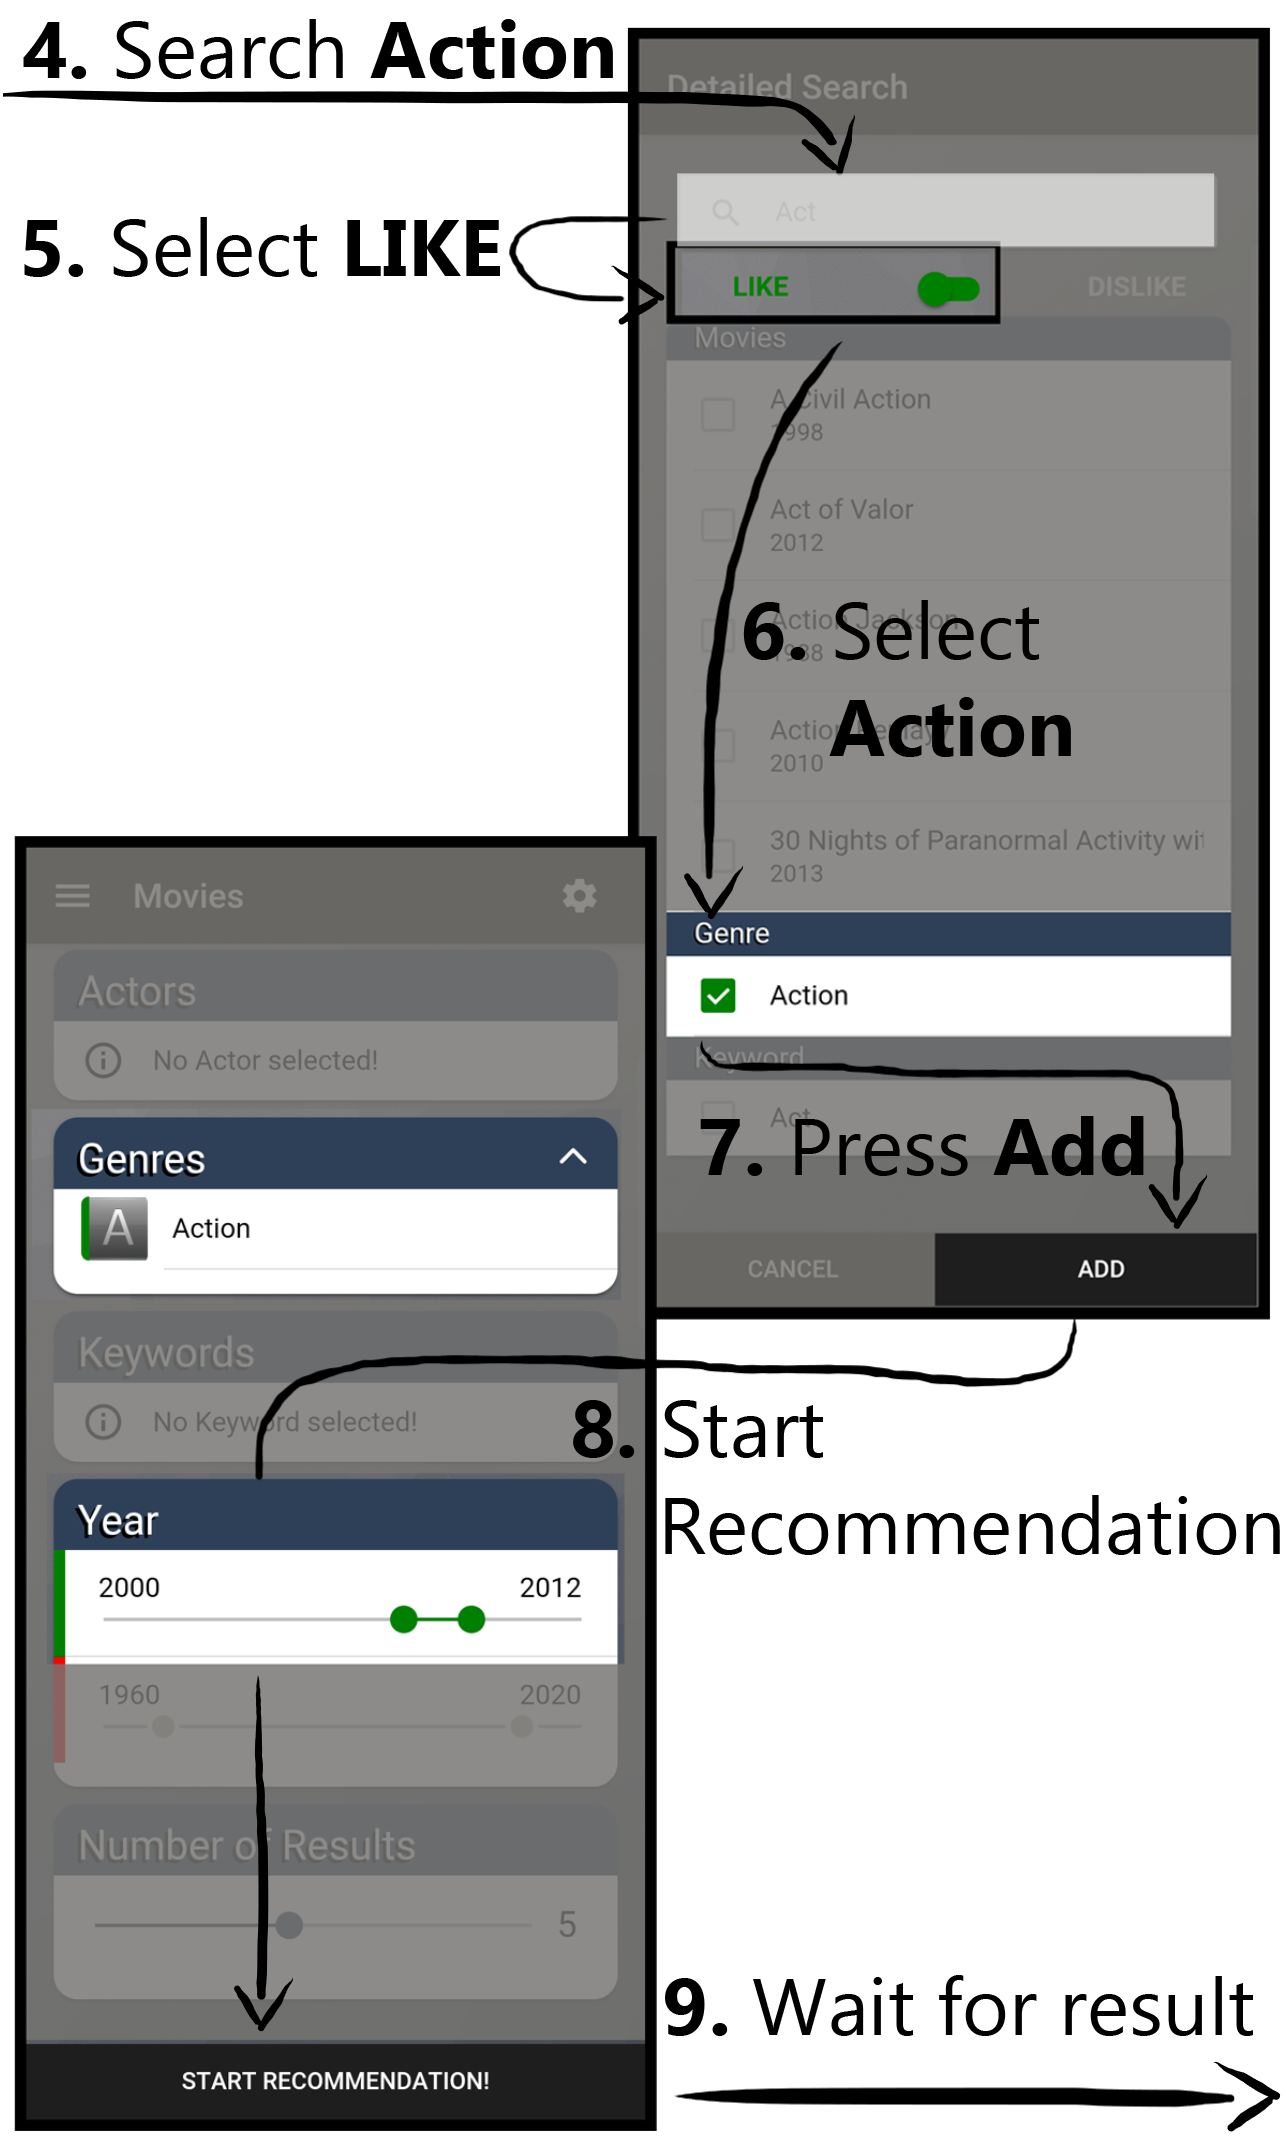 4. Search Action
Detailed Search
Act
5. Select LIKE
LIKE
DISLIKE
Movies
A Civil Action
1998
Act of Valor
2012
Action Jackson
1988
6. Select
Action
Action Replayy
2010
30 Nights of Paranormal Activity wit
2013
Genre
Action
Keyword
Act
7. Press Add
CANCEL
ADD
Movies
Actors
No Actor selected!
Genres
A
Action
Keywords
No Keyword selected!
8. Start
Recommendation
Year
2000
2012
1960
2020
Number of Results
5
START RECOMMENDATION!
9. Wait for result